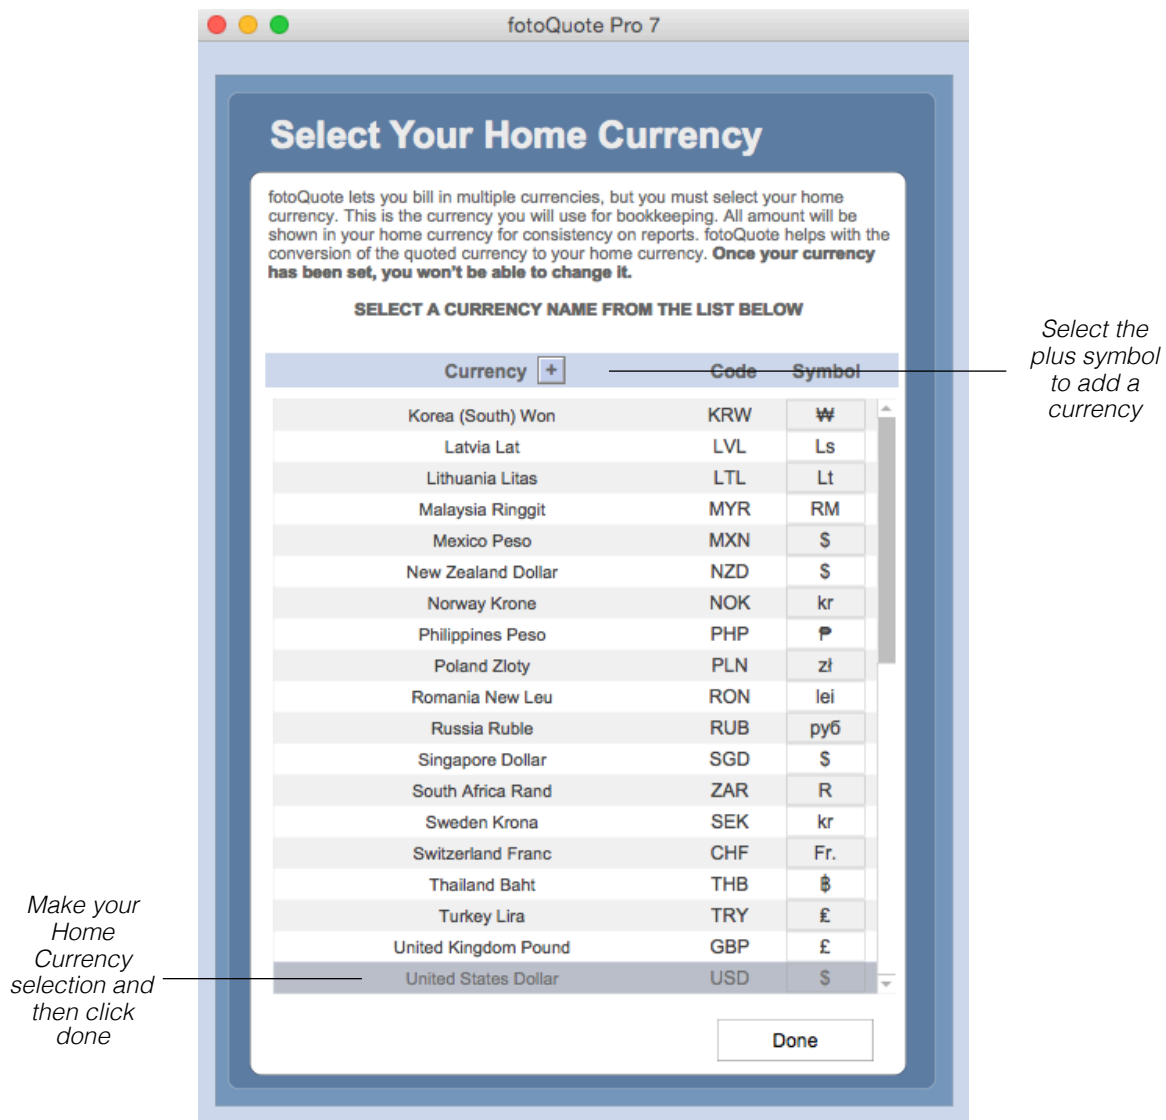 fotoQuote Pro 7
Select Your Home Currency
fotoQuote lets you bill in multiple currencies, but you must select your home
currency. This is the currency you will use for bookkeeping. All amount will be
shown in your home currency for consistency on reports. fotoQuote helps with the
conversion of the quoted currency to your home currency. Once your currency
has been set, you won't be able to change it.
SELECT A CURRENCY NAME FROM THE LIST BELOW
Currency + Code Symbol
Korea (South) Won KRW ₩
Latvia Lat LVL Ls
Lithuania Litas LTL Lt
Malaysia Ringgit MYR RM
Mexico Peso MXN $
New Zealand Dollar NZD $
Norway Krone NOK kr
Philippines Peso PHP ₱
Poland Zloty PLN zł
Romania New Leu RON lei
Russia Ruble RUB руб
Singapore Dollar SGD $
South Africa Rand ZAR R
Sweden Krona SEK kr
Switzerland Franc CHF Fr.
Thailand Baht THB ฿
Turkey Lira TRY ₤
United Kingdom Pound GBP £
United States Dollar USD $
Done
Select the
plus symbol
to add a
currency
Make your
Home
Currency
selection and
then click
done